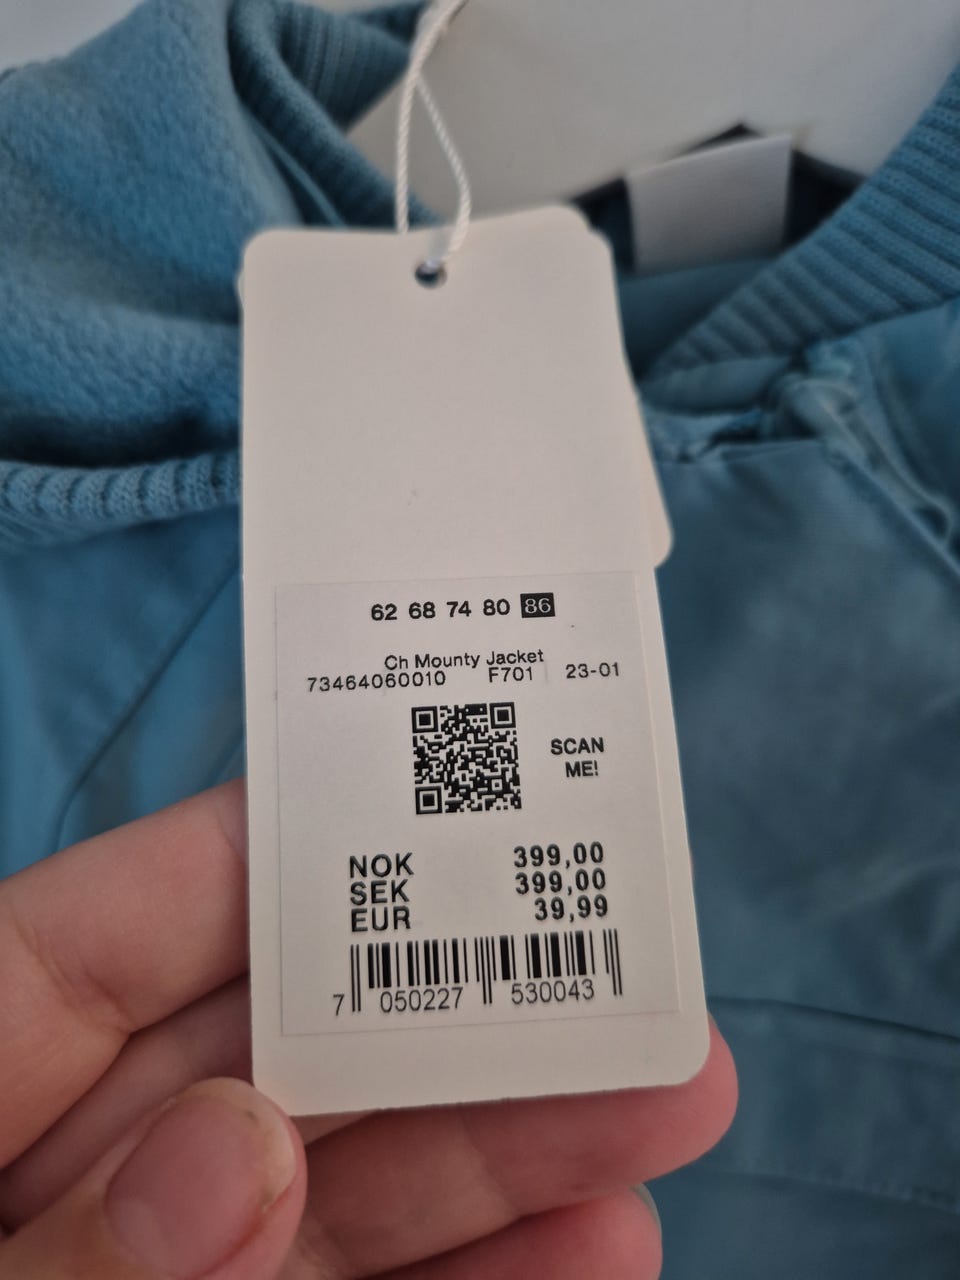 62 68 74 80 86
Ch Mounty Jacket
73464060010 F701 23-01
SCAN
ME!
NOK 399,00
SEK 399,00
EUR 39,99
7 050227 530043